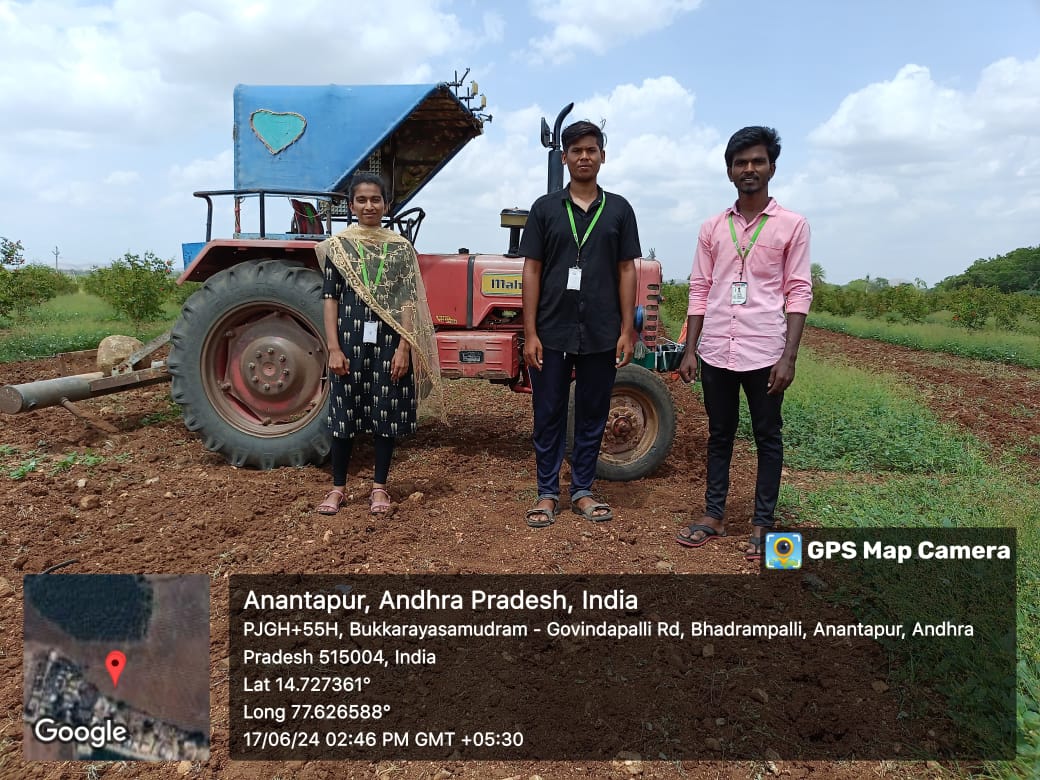 Mah
GPS Map Camera
Anantapur, Andhra Pradesh, India
PJGH+55H, Bukkarayasamudram - Govindapalli Rd, Bhadrampalli, Anantapur, Andhra
Pradesh 515004, India
Lat 14.727361°
Long 77.626588°
17/06/24 02:46 PM GMT +05:30
Google